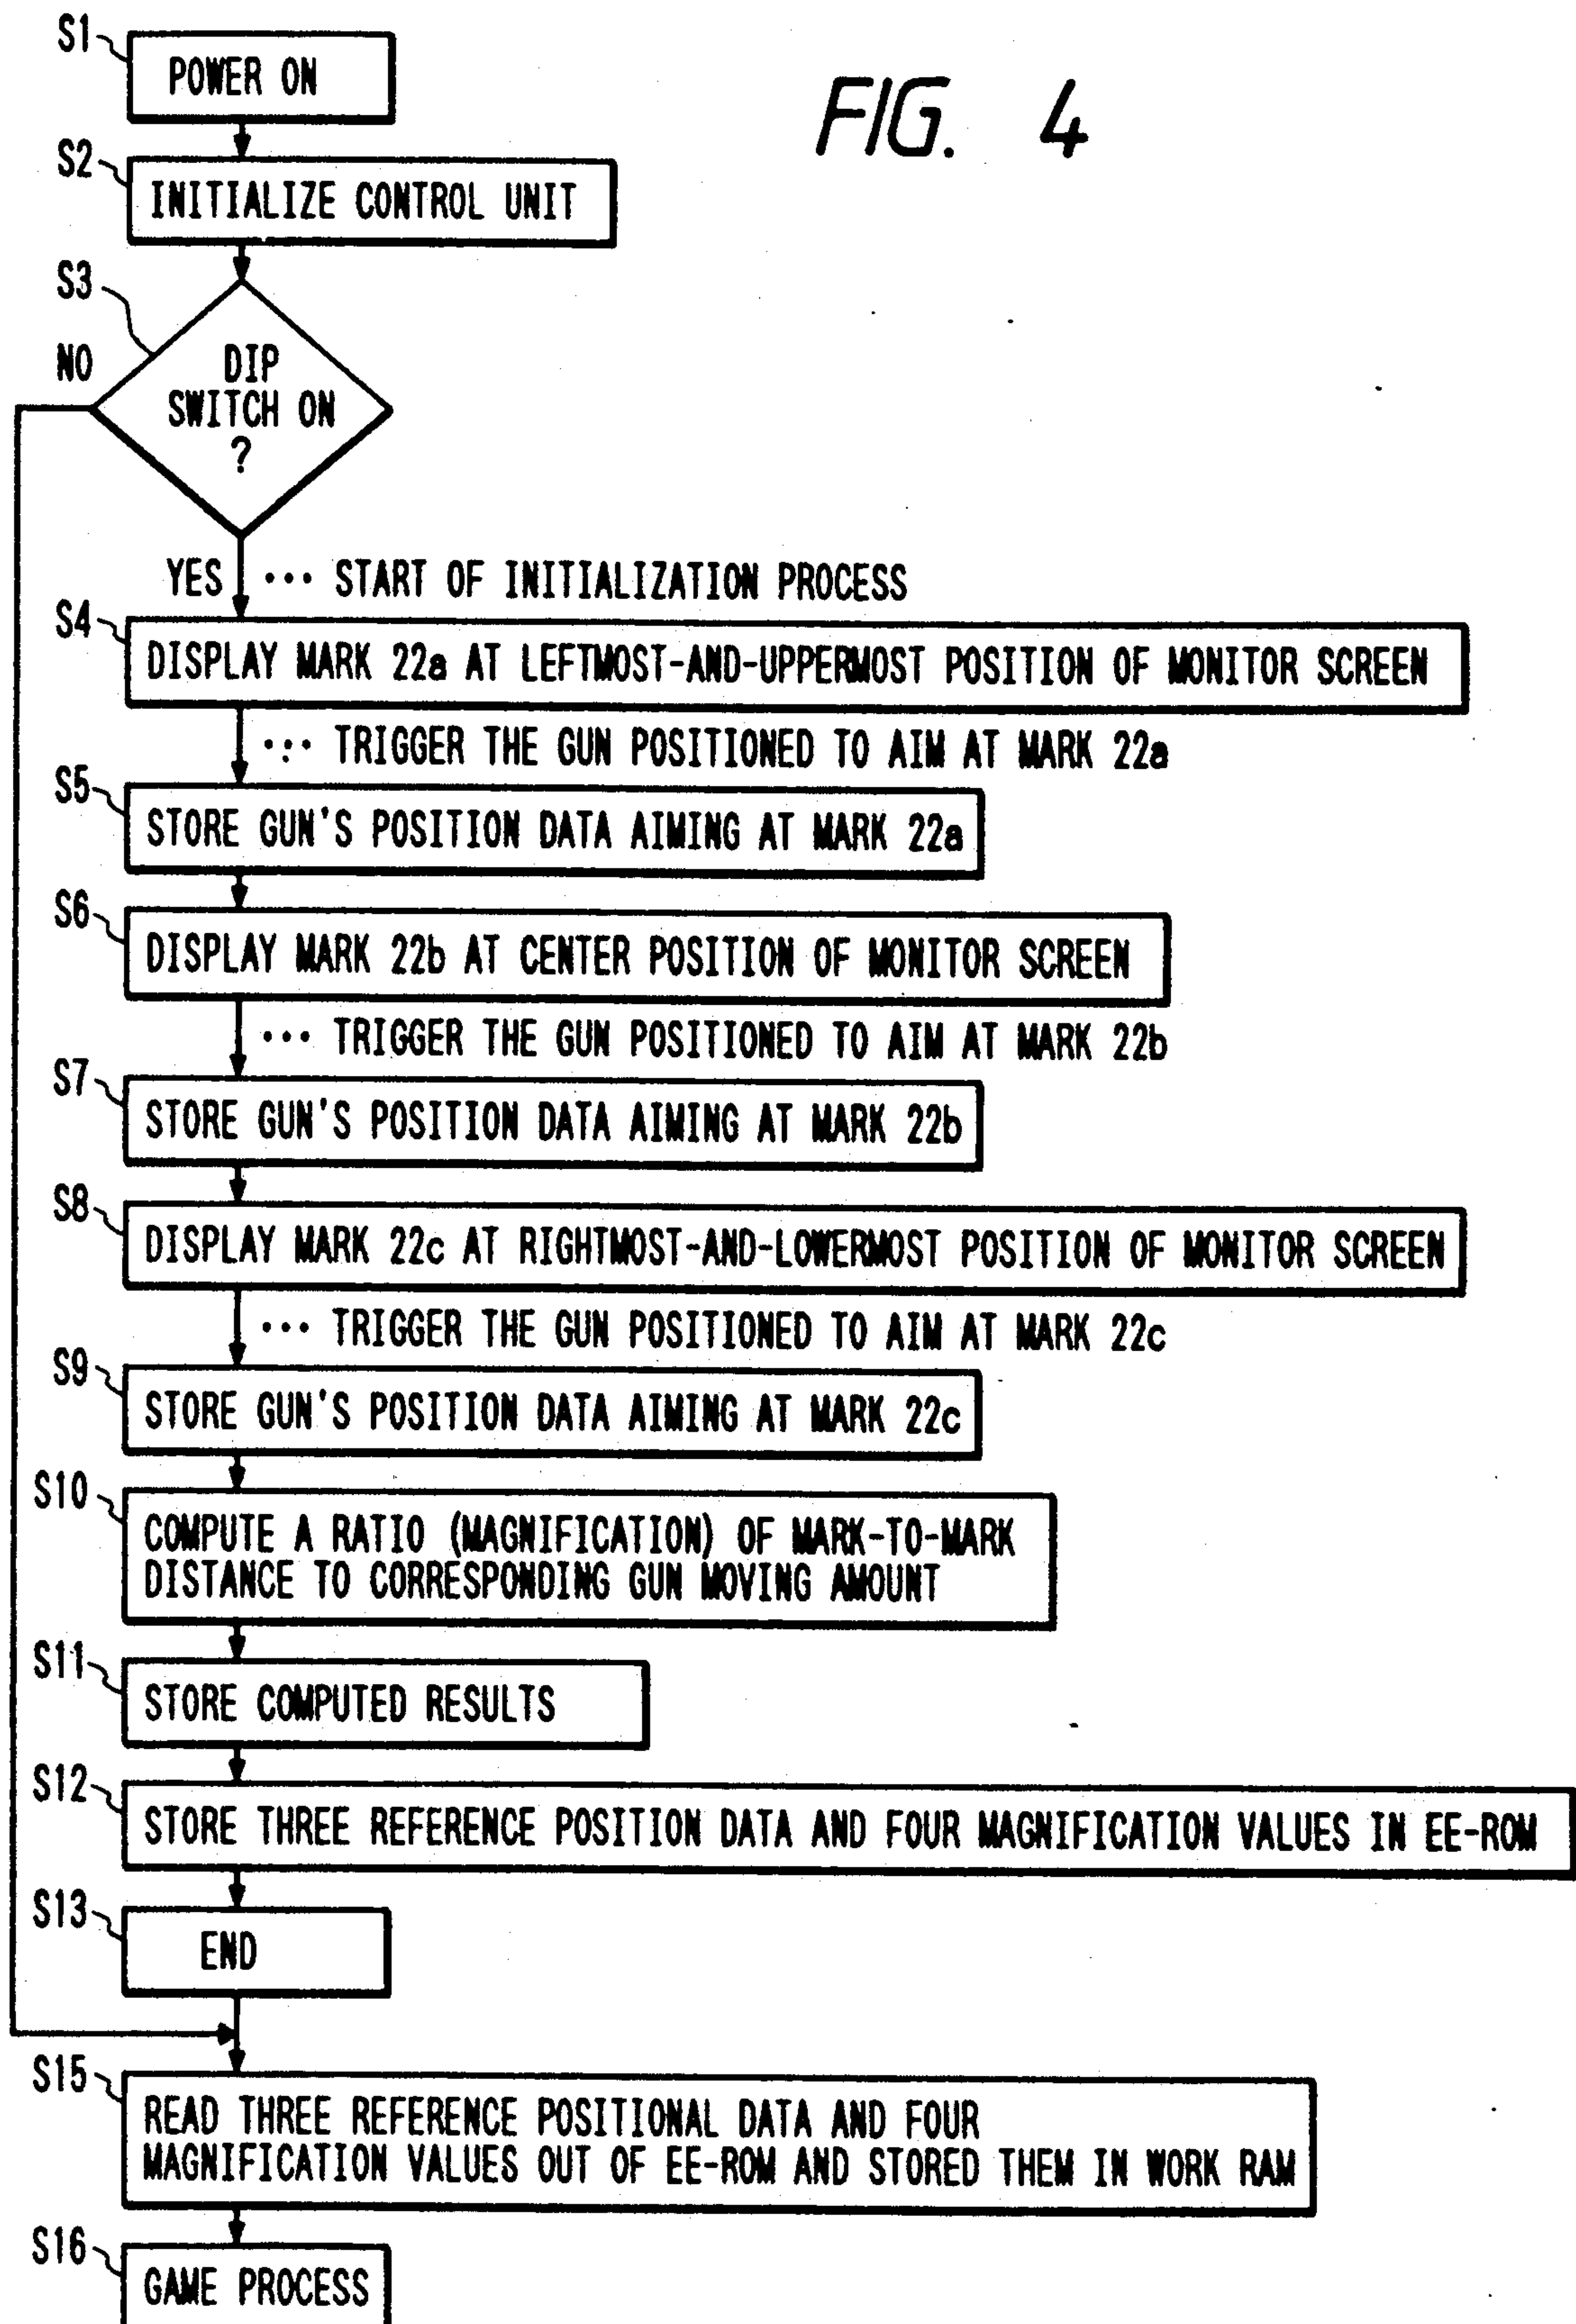 FIG. 4
S1
POWER ON
S2
INITIALIZE CONTROL UNIT
S3
NO
DIP
SWITCH ON
?
YES ··· START OF INITIALIZATION PROCESS
S4
DISPLAY MARK 22a AT LEFTMOST-AND-UPPERMOST POSITION OF MONITOR SCREEN
··· TRIGGER THE GUN POSITIONED TO AIM AT MARK 22a
S5
STORE GUN'S POSITION DATA AIMING AT MARK 22a
S6
DISPLAY MARK 22b AT CENTER POSITION OF MONITOR SCREEN
··· TRIGGER THE GUN POSITIONED TO AIM AT MARK 22b
S7
STORE GUN'S POSITION DATA AIMING AT MARK 22b
S8
DISPLAY MARK 22c AT RIGHTMOST-AND-LOWERMOST POSITION OF MONITOR SCREEN
··· TRIGGER THE GUN POSITIONED TO AIM AT MARK 22c
S9
STORE GUN'S POSITION DATA AIMING AT MARK 22c
S10
COMPUTE A RATIO (MAGNIFICATION) OF MARK-TO-MARK
DISTANCE TO CORRESPONDING GUN MOVING AMOUNT
S11
STORE COMPUTED RESULTS
S12
STORE THREE REFERENCE POSITION DATA AND FOUR MAGNIFICATION VALUES IN EE-ROM
S13
END
S15
READ THREE REFERENCE POSITIONAL DATA AND FOUR
MAGNIFICATION VALUES OUT OF EE-ROM AND STORED THEM IN WORK RAM
S16
GAME PROCESS